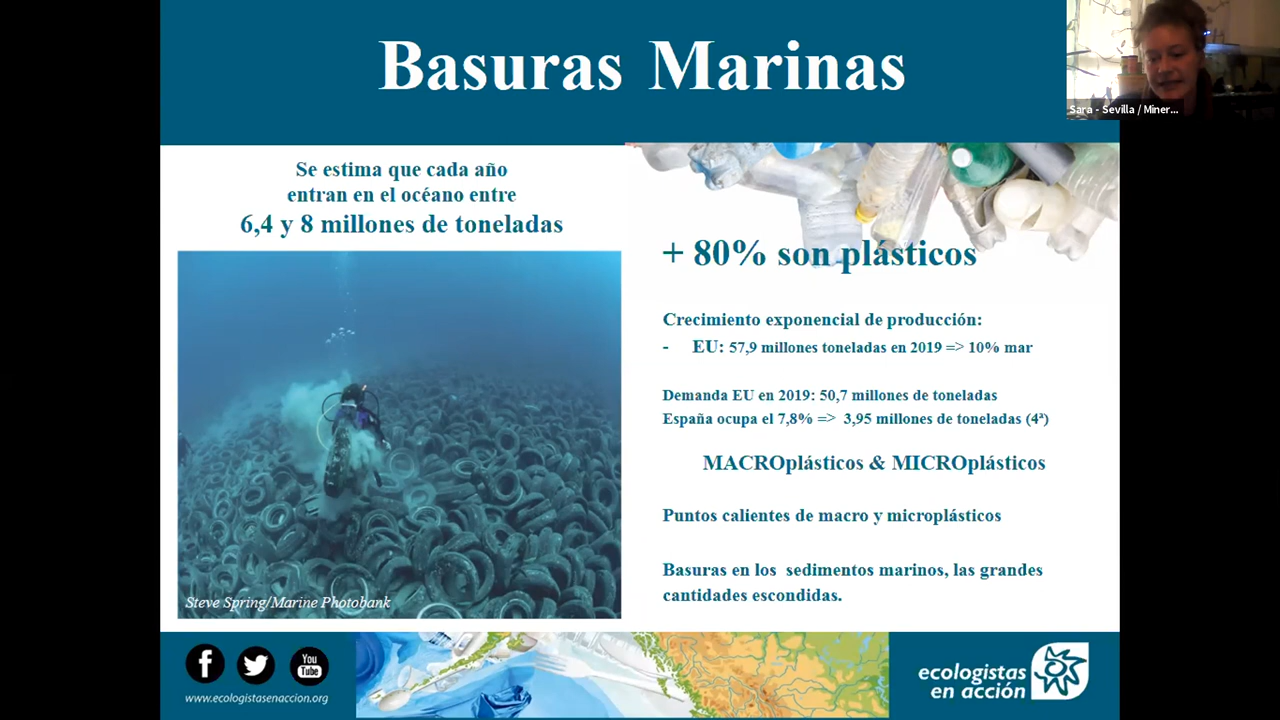 Basuras Marinas
Sara - Sevilla / Miner...
Se estima que cada año
entran en el océano entre
6,4 y 8 millones de toneladas
+ 80% son plásticos
Crecimiento exponencial de producción:
- EU: 57,9 millones toneladas en 2019 => 10% mar
Demanda EU en 2019: 50,7 millones de toneladas
España ocupa el 7,8% => 3,95 millones de toneladas (4ª)
MACROplásticos & MICROplásticos
Puntos calientes de macro y microplásticos
Basuras en los sedimentos marinos, las grandes
cantidades escondidas.
Steve Spring/Marine Photobank
You
Tube
www.ecologistasenaccion.org
ecologistas
en acción